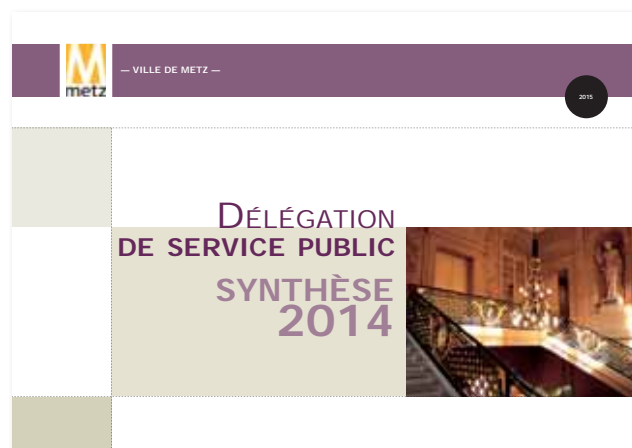 M
metz
— VILLE DE METZ —
2015
DÉLÉGATION
DE SERVICE PUBLIC
SYNTHÈSE
2014